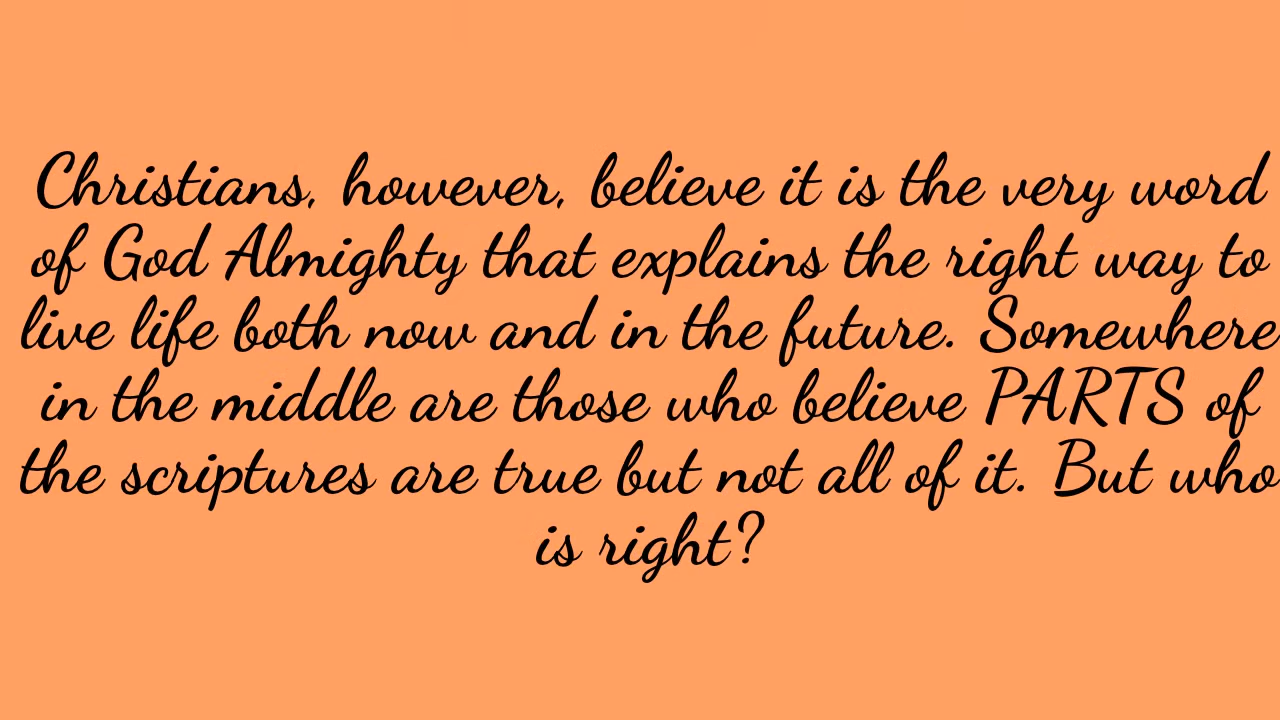 Christians, however, believe it is the very word
of God Almighty that explains the right way to
live life both now and in the future. Somewhere
in the middle are those who believe PARTS of
the scriptures are true but not all of it. But who
is right?